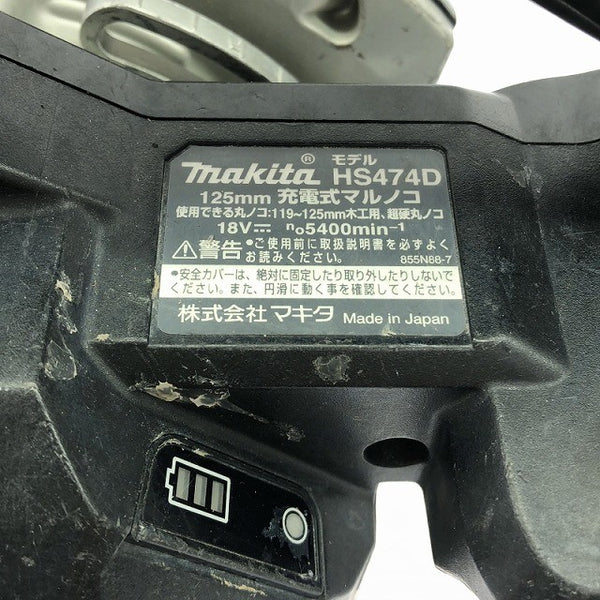 makita® モデル HS474D
125mm 充電式マルノコ
使用できる丸ノコ:119~125mm木工用、超硬丸ノコ
18V⎓ n₀5400min⁻¹
⚠警告 ●ご使用前に取扱説明書を必ずよく
お読みください。 855N88-7
●安全カバーは、絶対に固定したり取り外したりしないで
ください。また、円滑に動く事を確認してください。
株式会社マキタ Made in Japan